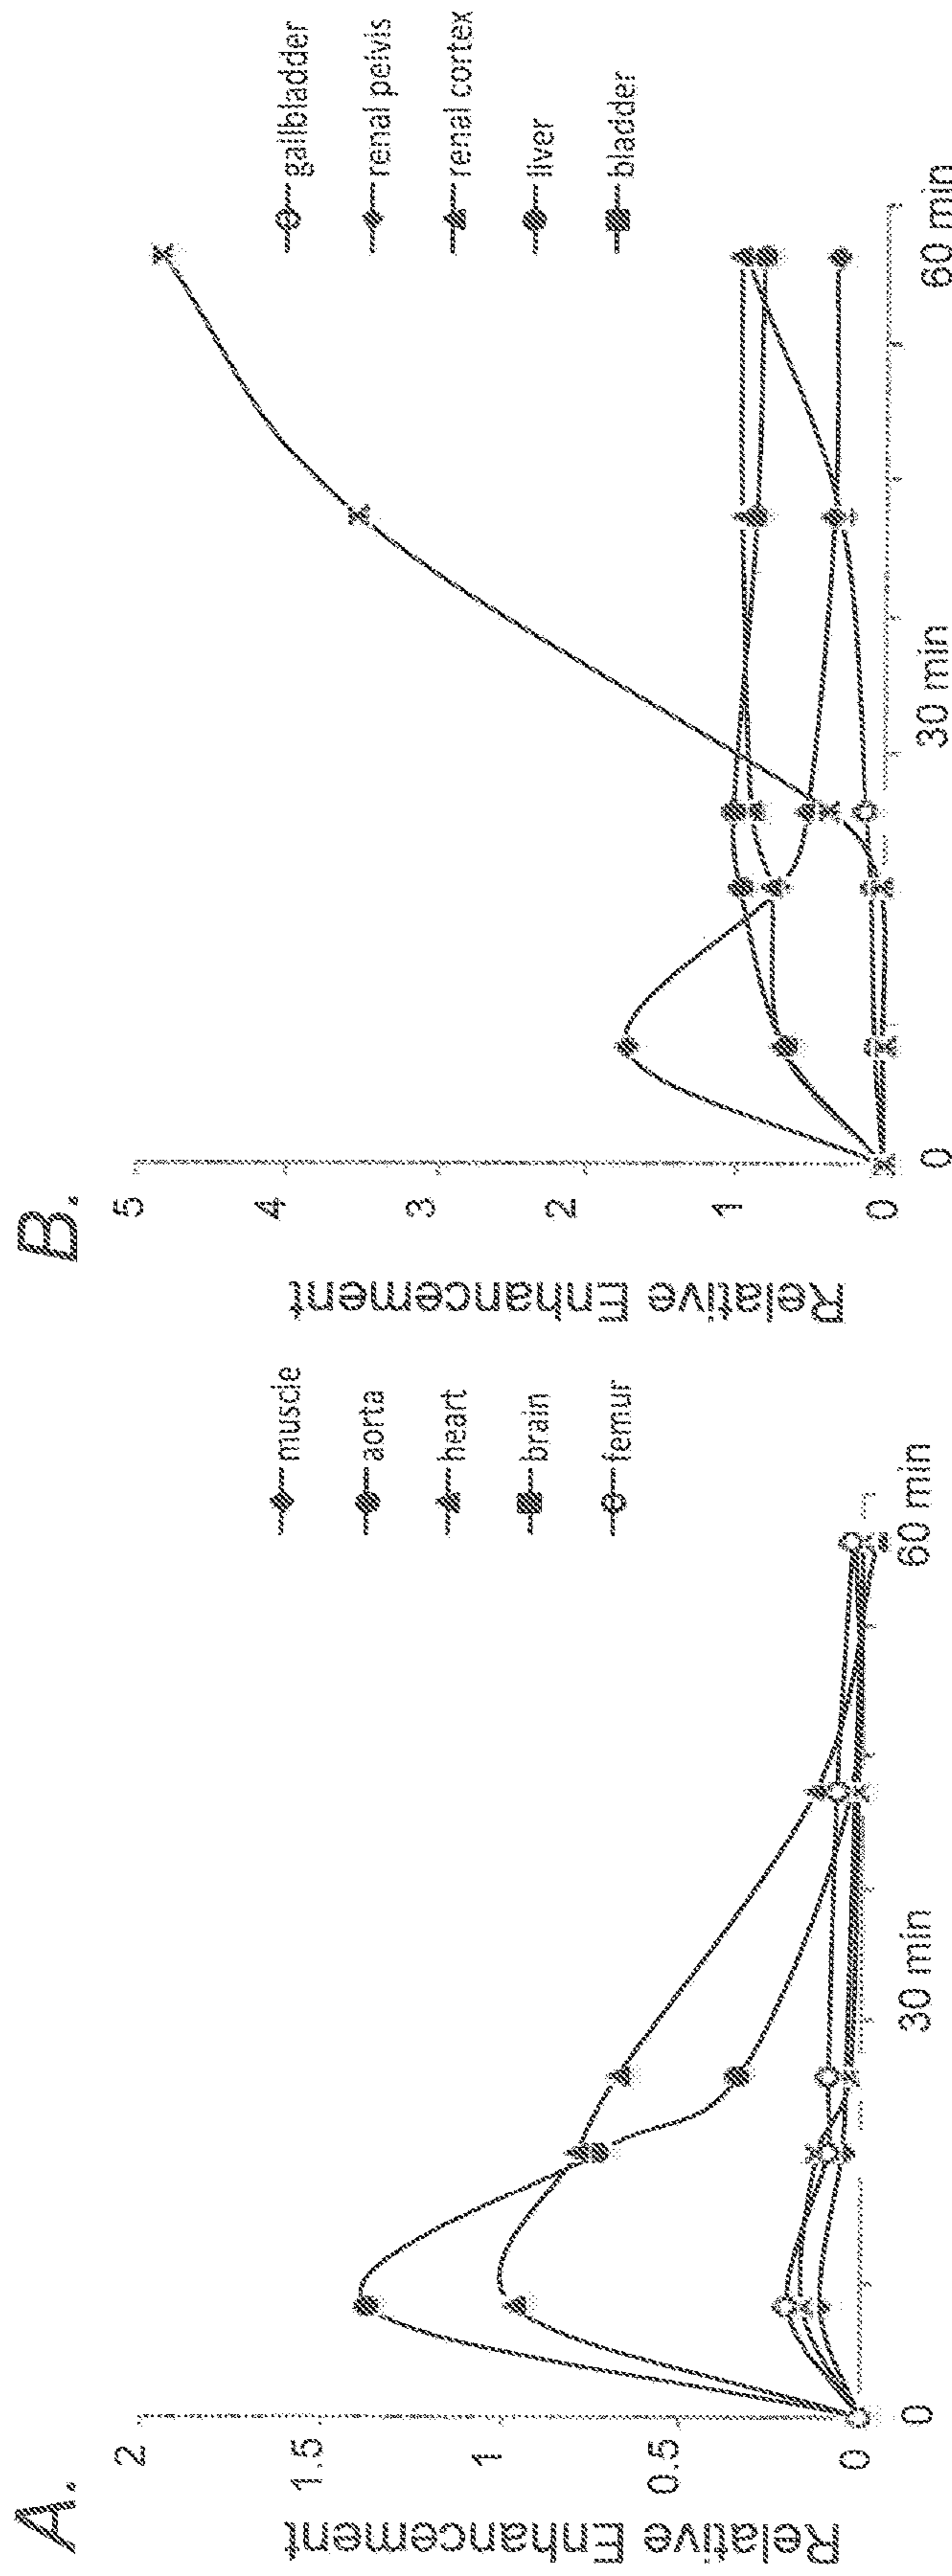 A.
Relative Enhancement
2
1.5
1
0.5
0
0
30 min
60 min
muscle
aorta
heart
brain
femur
B.
Relative Enhancement
5
4
3
2
1
0
0
30 min
60 min
gallbladder
renal pelvis
renal cortex
liver
bladder